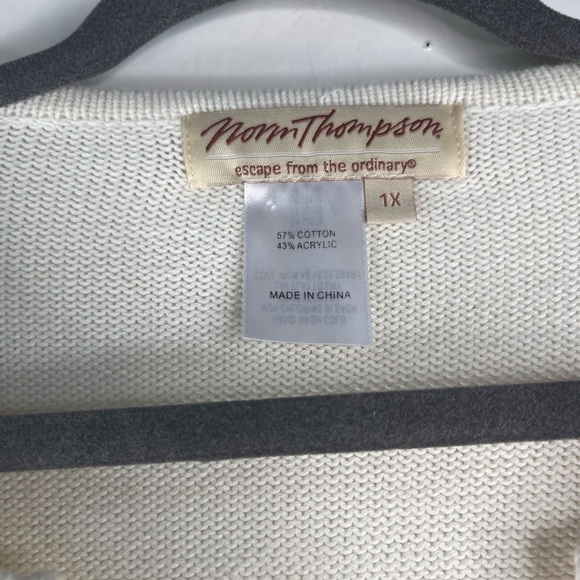 Norm Thompson
escape from the ordinary®
1X
57% COTTON
43% ACRYLIC
MADE IN CHINA